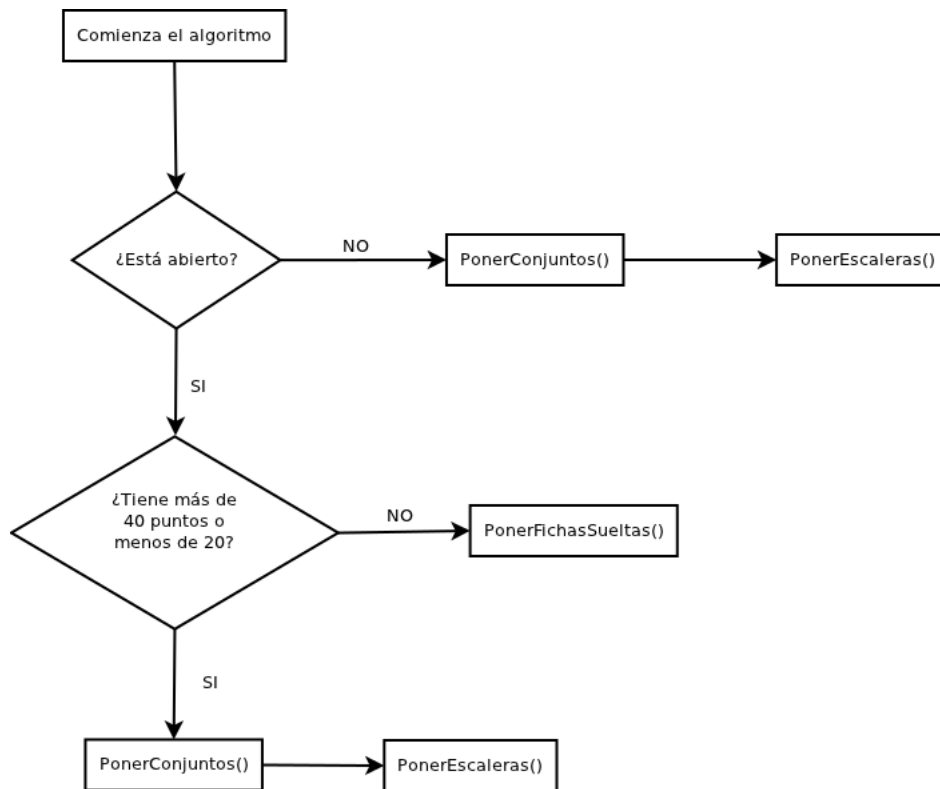 Comienza el algoritmo
¿Está abierto?
NO
PonerConjuntos()
PonerEscaleras()
SI
¿Tiene más de
40 puntos o
menos de 20?
NO
PonerFichasSueltas()
SI
PonerConjuntos()
PonerEscaleras()